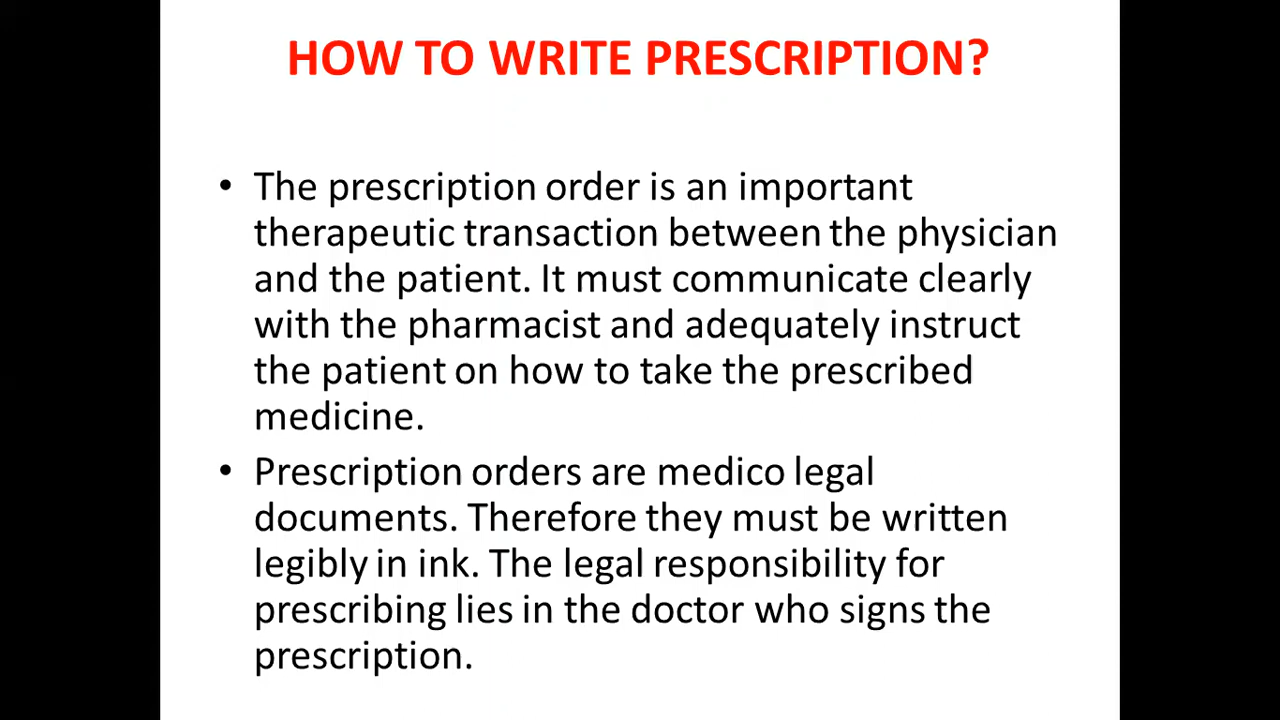 HOW TO WRITE PRESCRIPTION?
• The prescription order is an important
therapeutic transaction between the physician
and the patient. It must communicate clearly
with the pharmacist and adequately instruct
the patient on how to take the prescribed
medicine.
• Prescription orders are medico legal
documents. Therefore they must be written
legibly in ink. The legal responsibility for
prescribing lies in the doctor who signs the
prescription.